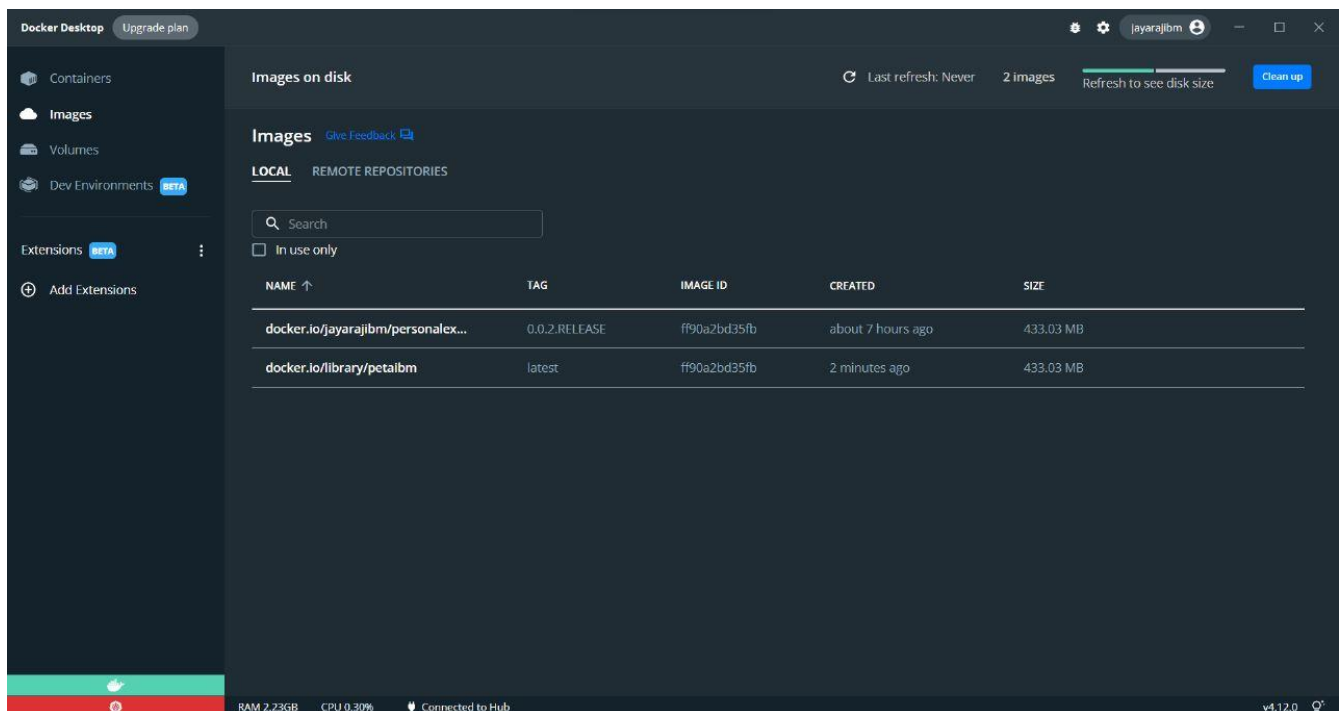 Docker Desktop Upgrade plan jayarajibm
Containers
Images
Volumes
Dev Environments BETA
Extensions BETA
Add Extensions
Images on disk Last refresh: Never 2 images Refresh to see disk size Clean up
Images Give Feedback
LOCAL REMOTE REPOSITORIES
Search
In use only
NAME TAG IMAGE ID CREATED SIZE
docker.io/jayarajibm/personalex... 0.0.2.RELEASE ff90a2bd35fb about 7 hours ago 433.03 MB
docker.io/library/petaibm latest ff90a2bd35fb 2 minutes ago 433.03 MB
RAM 2.23GB CPU 0.30% Connected to Hub v4.12.0